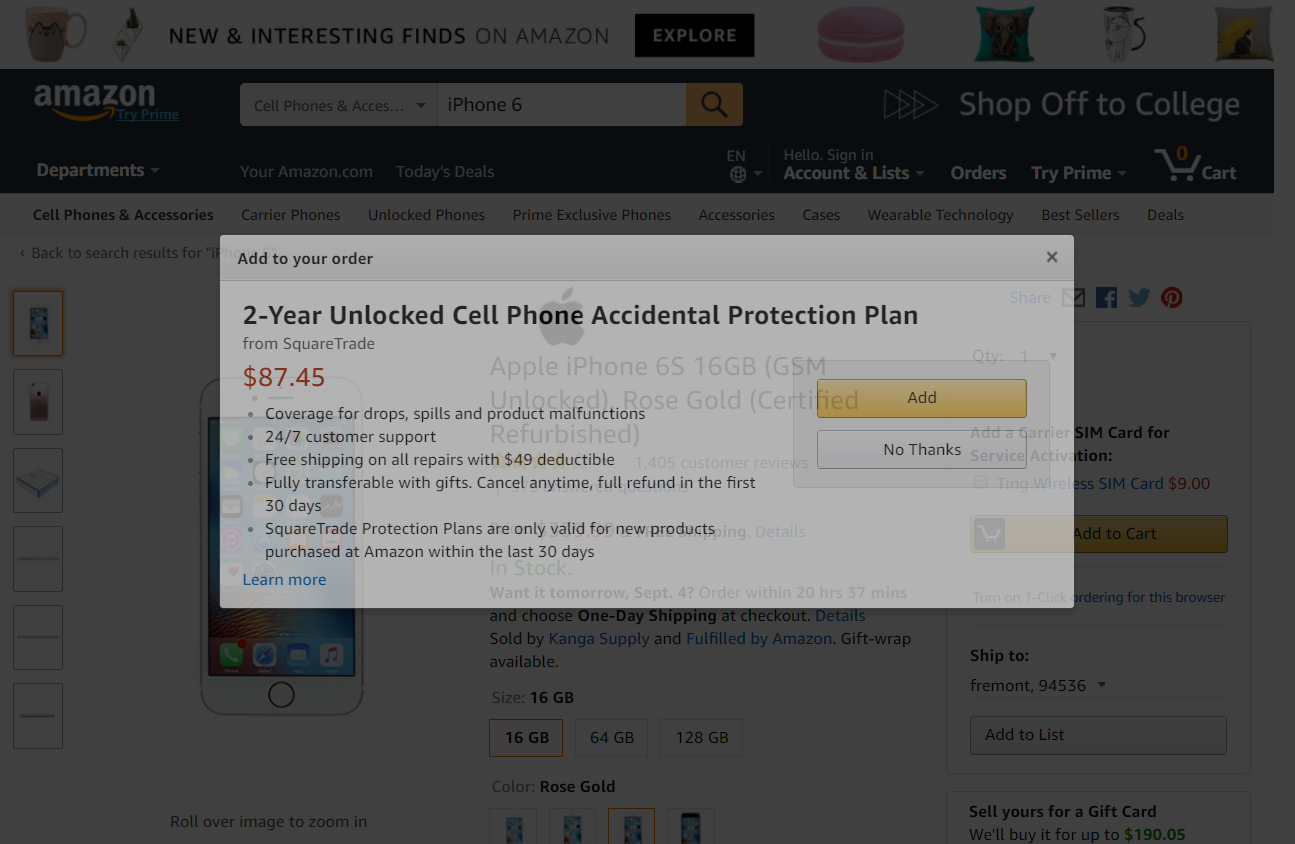 NEW & INTERESTING FINDS ON AMAZON
EXPLORE
amazon
Try Prime
Cell Phones & Acces...
iPhone 6
Shop Off to College
Departments
Your Amazon.com
Today's Deals
EN
Hello. Sign in
Account & Lists
Orders
Try Prime
0
Cart
Cell Phones & Accessories
Carrier Phones
Unlocked Phones
Prime Exclusive Phones
Accessories
Cases
Wearable Technology
Best Sellers
Deals
‹ Back to search results for "iPhone 6"
Add to your order
×
2-Year Unlocked Cell Phone Accidental Protection Plan
from SquareTrade
$87.45
• Coverage for drops, spills and product malfunctions
• 24/7 customer support
• Free shipping on all repairs with $49 deductible
• Fully transferable with gifts. Cancel anytime, full refund in the first
30 days
• SquareTrade Protection Plans are only valid for new products
purchased at Amazon within the last 30 days
Learn more
Add
No Thanks
Share
Apple iPhone 6S 16GB (GSM
Unlocked), Rose Gold (Certified
Refurbished)
1,405 customer reviews
answered questions
& FREE Shipping. Details
In Stock.
Want it tomorrow, Sept. 4? Order within 20 hrs 37 mins
and choose One-Day Shipping at checkout. Details
Sold by Kanga Supply and Fulfilled by Amazon. Gift-wrap
available.
Size: 16 GB
16 GB
64 GB
128 GB
Color: Rose Gold
Roll over image to zoom in
Qty: 1
Add a Carrier SIM Card for
Service Activation:
Ting Wireless SIM Card $9.00
Add to Cart
Turn on 1-Click ordering for this browser
Ship to:
fremont, 94536
Add to List
Sell yours for a Gift Card
We'll buy it for up to $190.05